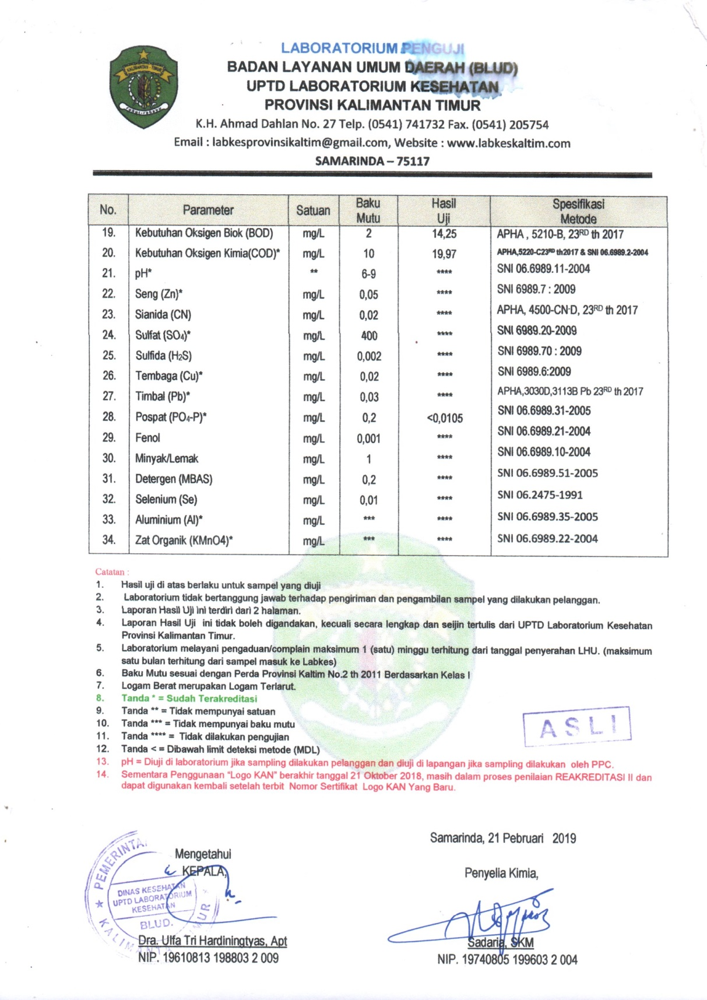 KALIMANTAN - TIMUR
LABORATORIUM PENGUJI
BADAN LAYANAN UMUM DAERAH (BLUD)
UPTD LABORATORIUM KESEHATAN
PROVINSI KALIMANTAN TIMUR
K.H. Ahmad Dahlan No. 27 Telp. (0541) 741732 Fax. (0541) 205754
Email : labkesprovinsikaltim@gmail.com, Website : www.labkeskaltim.com
SAMARINDA – 75117
No. Parameter Satuan Baku Mutu Hasil Uji Spesifikasi Metode
19. Kebutuhan Oksigen Biok (BOD) mg/L 2 14,25 APHA , 5210-B, 23RD th 2017
20. Kebutuhan Oksigen Kimia(COD)* mg/L 10 19,97 APHA,5220-C23RD th2017 & SNI 06.6989.2-2004
21. pH* ** 6-9 **** SNI 06.6989.11-2004
22. Seng (Zn)* mg/L 0,05 **** SNI 6989.7 : 2009
23. Sianida (CN) mg/L 0,02 **** APHA, 4500-CN-D, 23RD th 2017
24. Sulfat (SO4)* mg/L 400 **** SNI 6989.20-2009
25. Sulfida (H2S) mg/L 0,002 **** SNI 6989.70 : 2009
26. Tembaga (Cu)* mg/L 0,02 **** SNI 6989.6:2009
27. Timbal (Pb)* mg/L 0,03 **** APHA,3030D,3113B Pb 23RD th 2017
28. Pospat (PO4-P)* mg/L 0,2 <0,0105 SNI 06.6989.31-2005
29. Fenol mg/L 0,001 **** SNI 06.6989.21-2004
30. Minyak/Lemak mg/L 1 **** SNI 06.6989.10-2004
31. Detergen (MBAS) mg/L 0,2 **** SNI 06.6989.51-2005
32. Selenium (Se) mg/L 0,01 **** SNI 06.2475-1991
33. Aluminium (Al)* mg/L *** **** SNI 06.6989.35-2005
34. Zat Organik (KMnO4)* mg/L *** **** SNI 06.6989.22-2004
Catatan :
1. Hasil uji di atas berlaku untuk sampel yang diuji
2. Laboratorium tidak bertanggung jawab terhadap pengiriman dan pengambilan sampel yang dilakukan pelanggan.
3. Laporan Hasil Uji ini terdiri dari 2 halaman.
4. Laporan Hasil Uji ini tidak boleh digandakan, kecuali secara lengkap dan seijin tertulis dari UPTD Laboratorium Kesehatan
Provinsi Kalimantan Timur.
5. Laboratorium melayani pengaduan/complain maksimum 1 (satu) minggu terhitung dari tanggal penyerahan LHU. (maksimum
satu bulan terhitung dari sampel masuk ke Labkes)
6. Baku Mutu sesuai dengan Perda Provinsi Kaltim No.2 th 2011 Berdasarkan Kelas I
7. Logam Berat merupakan Logam Terlarut.
8. Tanda * = Sudah Terakreditasi
9. Tanda ** = Tidak mempunyai satuan
10. Tanda *** = Tidak mempunyai baku mutu
11. Tanda **** = Tidak dilakukan pengujian
12. Tanda < = Dibawah limit deteksi metode (MDL)
13. pH = Diuji di laboratorium jika sampling dilakukan pelanggan dan diuji di lapangan jika sampling dilakukan oleh PPC.
14. Sementara Penggunaan “Logo KAN” berakhir tanggal 21 Oktober 2018, masih dalam proses penilaian REAKREDITASI II dan
dapat digunakan kembali setelah terbit Nomor Sertifikat Logo KAN Yang Baru.
ASLI
Samarinda, 21 Pebruari 2019
Mengetahui
KEPALA,
Penyelia Kimia,
PEMERINTA
DINAS KESEHATAN
UPTD LABORATORIUM
KESEHATAN
BLUD.
KALIMANTA TIMUR
Dra. Ulfa Tri Hardiningtyas, Apt
NIP. 19610813 198803 2 009
Sadaria, SKM
NIP. 19740805 199603 2 004